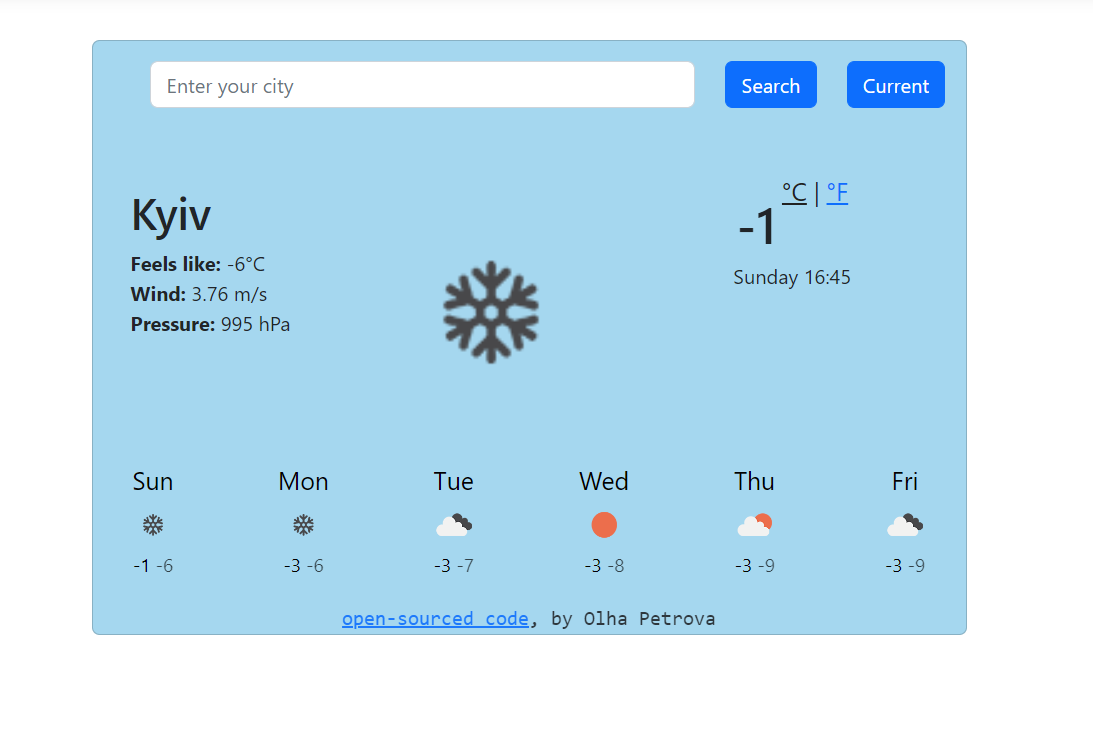 Enter your city Search Current
Kyiv
-1 °C | °F
Feels like: -6°C
Wind: 3.76 m/s
Pressure: 995 hPa
Sunday 16:45
Sun Mon Tue Wed Thu Fri
-1 -6 -3 -6 -3 -7 -3 -8 -3 -9 -3 -9
open-sourced code, by Olha Petrova